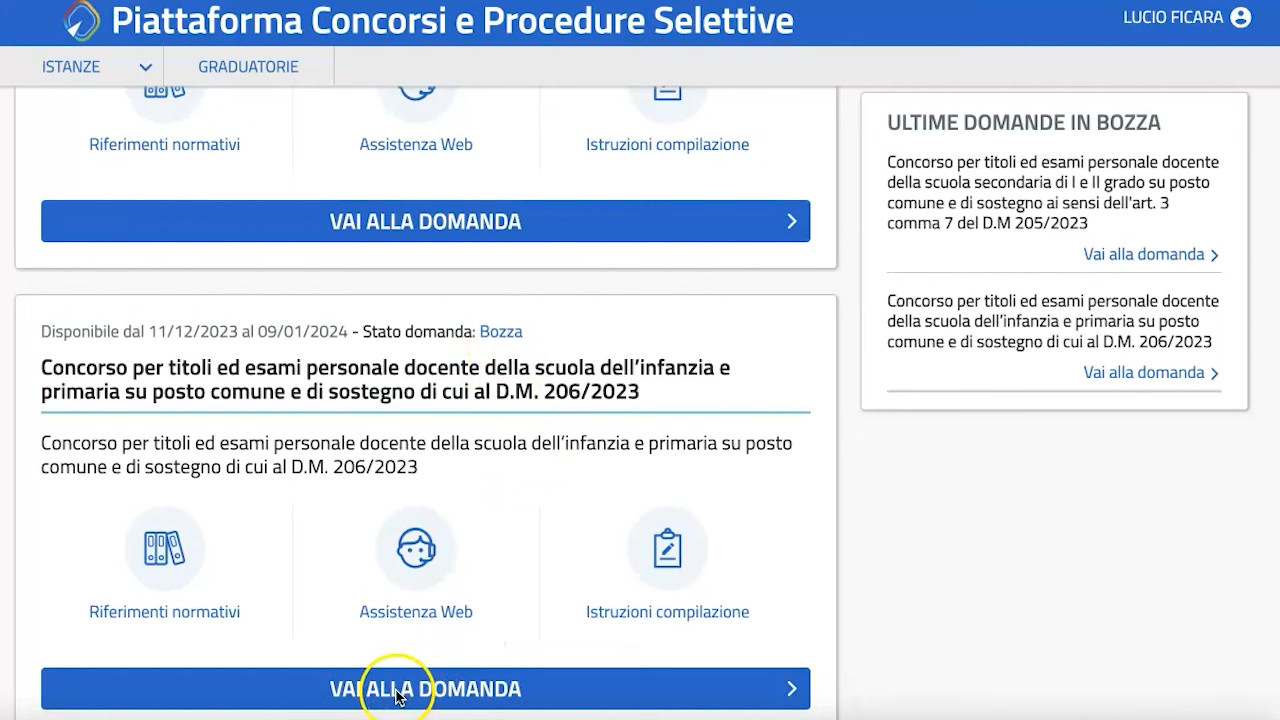 Piattaforma Concorsi e Procedure Selettive
LUCIO FICARA
ISTANZE
GRADUATORIE
Riferimenti normativi
Assistenza Web
Istruzioni compilazione
VAI ALLA DOMANDA
Disponibile dal 11/12/2023 al 09/01/2024 - Stato domanda: Bozza
Concorso per titoli ed esami personale docente della scuola dell'infanzia e
primaria su posto comune e di sostegno di cui al D.M. 206/2023
Concorso per titoli ed esami personale docente della scuola dell'infanzia e primaria su posto
comune e di sostegno di cui al D.M. 206/2023
Riferimenti normativi
Assistenza Web
Istruzioni compilazione
VAI ALLA DOMANDA
ULTIME DOMANDE IN BOZZA
Concorso per titoli ed esami personale docente
della scuola secondaria di I e II grado su posto
comune e di sostegno ai sensi dell'art. 3
comma 7 del D.M 205/2023
Vai alla domanda
Concorso per titoli ed esami personale docente
della scuola dell'infanzia e primaria su posto
comune e di sostegno di cui al D.M. 206/2023
Vai alla domanda